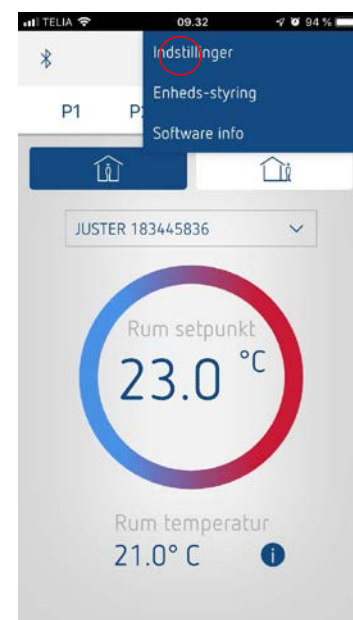 TELIA 09.32 94 %
Indstillinger
Enheds-styring
P1 P
Software info
JUSTER 183445836
Rum setpunkt
23.0 °C
Rum temperatur
21.0° C i